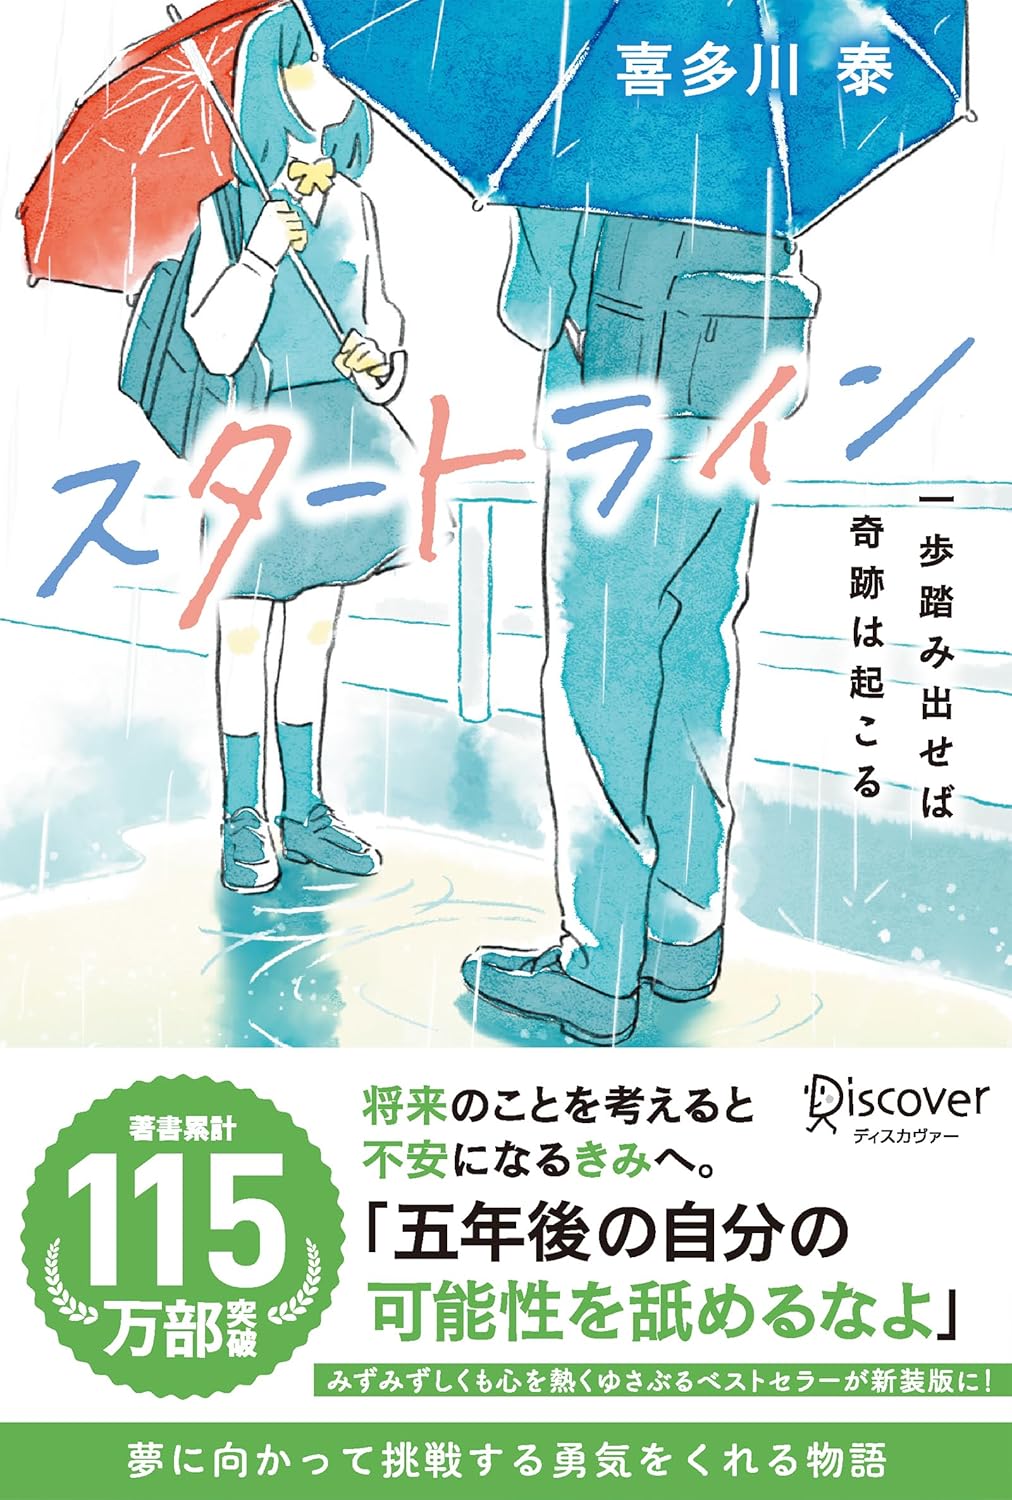 喜多川 泰
スタートライン
一歩踏み出せば
奇跡は起こる
著書累計
115
万部突破
将来のことを考えると
不安になるきみへ。
「五年後の自分の
可能性を舐めるなよ」
Discover
ディスカヴァー
みずみずしくも心を熱くゆさぶるベストセラーが新装版に！
夢に向かって挑戦する勇気をくれる物語